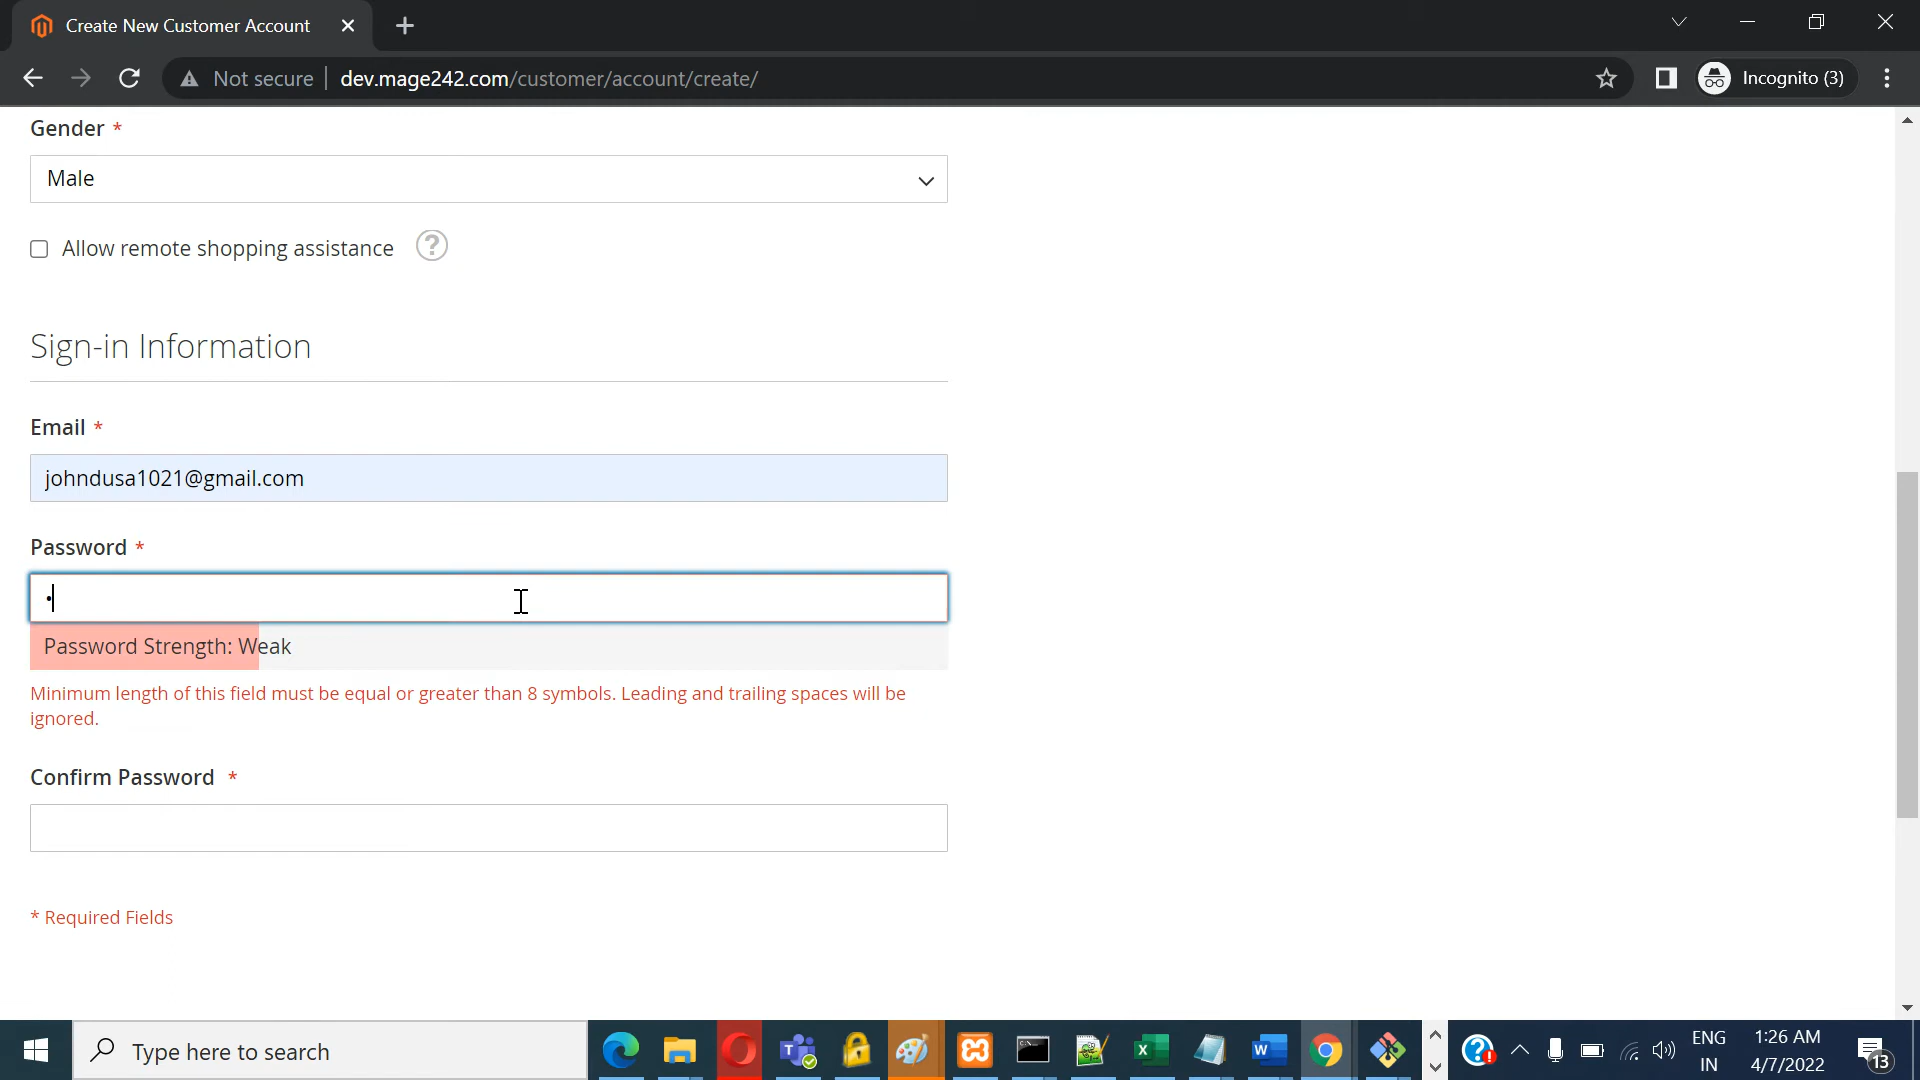 Create New Customer Account
Not secure
dev.mage242.com/customer/account/create/
Incognito (3)
Gender *
Male
Allow remote shopping assistance
?
Sign-in Information
Email *
johndusa1021@gmail.com
Password *
•
Password Strength: Weak
Minimum length of this field must be equal or greater than 8 symbols. Leading and trailing spaces will be
ignored.
Confirm Password *
* Required Fields
Type here to search
ENG
IN
1:26 AM
4/7/2022
13